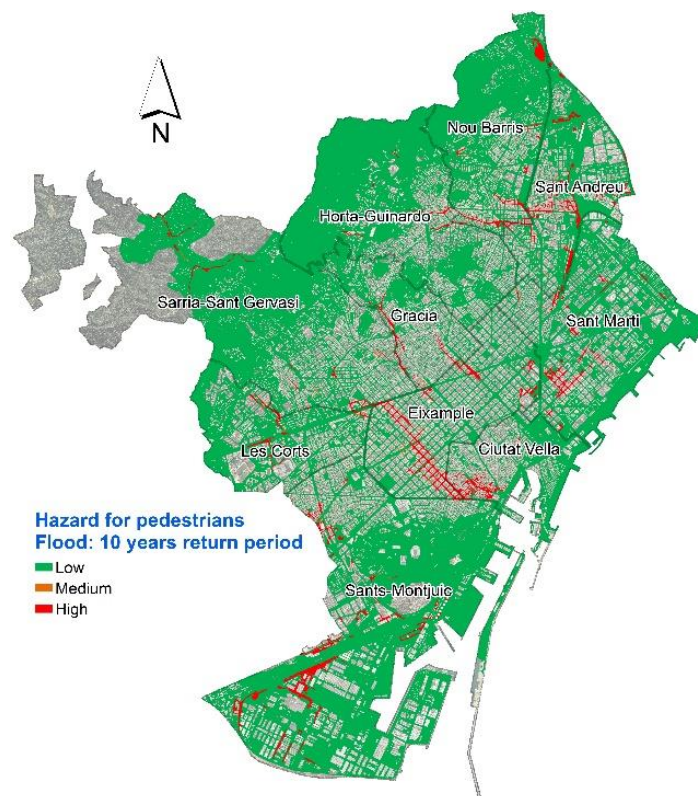 N
Nou Barris
Sant Andreu
Horta-Guinardo
Sarria-Sant Gervasi
Gracia
Sant Marti
Eixample
Les Corts
Ciutat Vella
Hazard for pedestrians
Flood: 10 years return period
Low
Medium
High
Sants-Montjuic